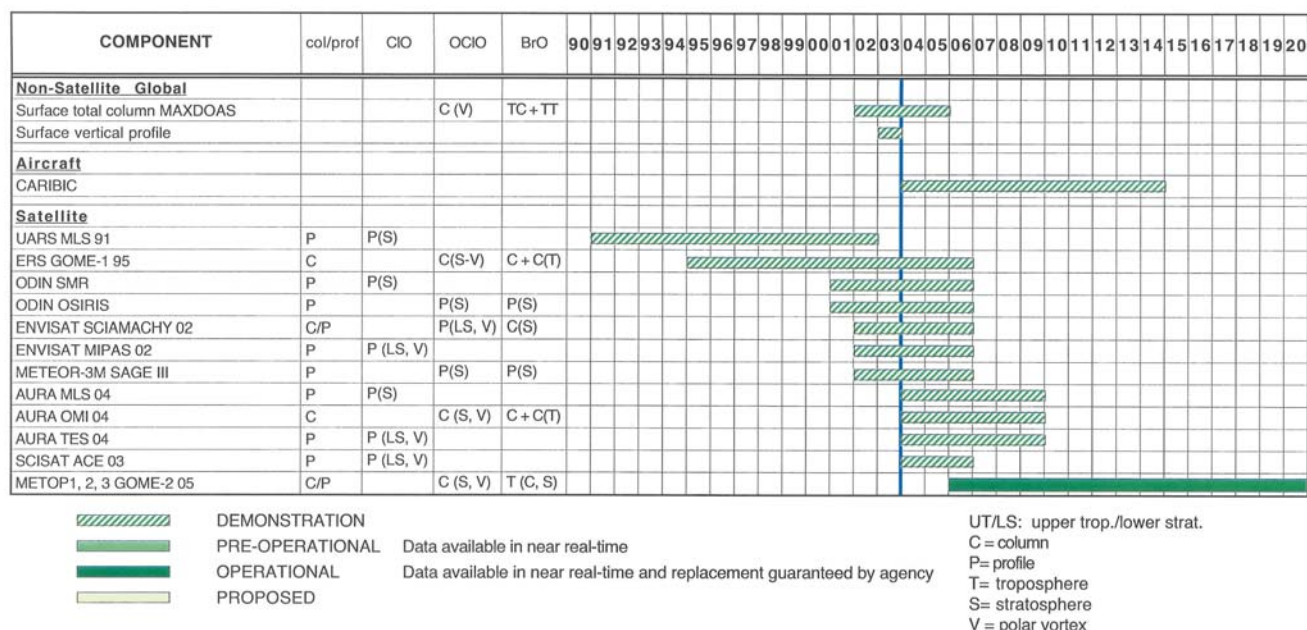 COMPONENT col/prof ClO OClO BrO 90 91 92 93 94 95 96 97 98 99 00 01 02 03 04 05 06 07 08 09 10 11 12 13 14 15 16 17 18 19 20
Non-Satellite Global
Surface total column MAXDOAS C (V) TC + TT
Surface vertical profile
Aircraft
CARIBIC
Satellite
UARS MLS 91 P P(S)
ERS GOME-1 95 C C(S-V) C + C(T)
ODIN SMR P P(S)
ODIN OSIRIS P P(S) P(S)
ENVISAT SCIAMACHY 02 C/P P(LS, V) C(S)
ENVISAT MIPAS 02 P P (LS, V)
METEOR-3M SAGE III P P(S) P(S)
AURA MLS 04 P P(S)
AURA OMI 04 C C (S, V) C + C(T)
AURA TES 04 P P (LS, V)
SCISAT ACE 03 P P (LS, V)
METOP1, 2, 3 GOME-2 05 C/P C (S, V) T (C, S)
DEMONSTRATION
PRE-OPERATIONAL Data available in near real-time
OPERATIONAL Data available in near real-time and replacement guaranteed by agency
PROPOSED
UT/LS: upper trop./lower strat.
C = column
P= profile
T= troposphere
S= stratosphere
V = polar vortex